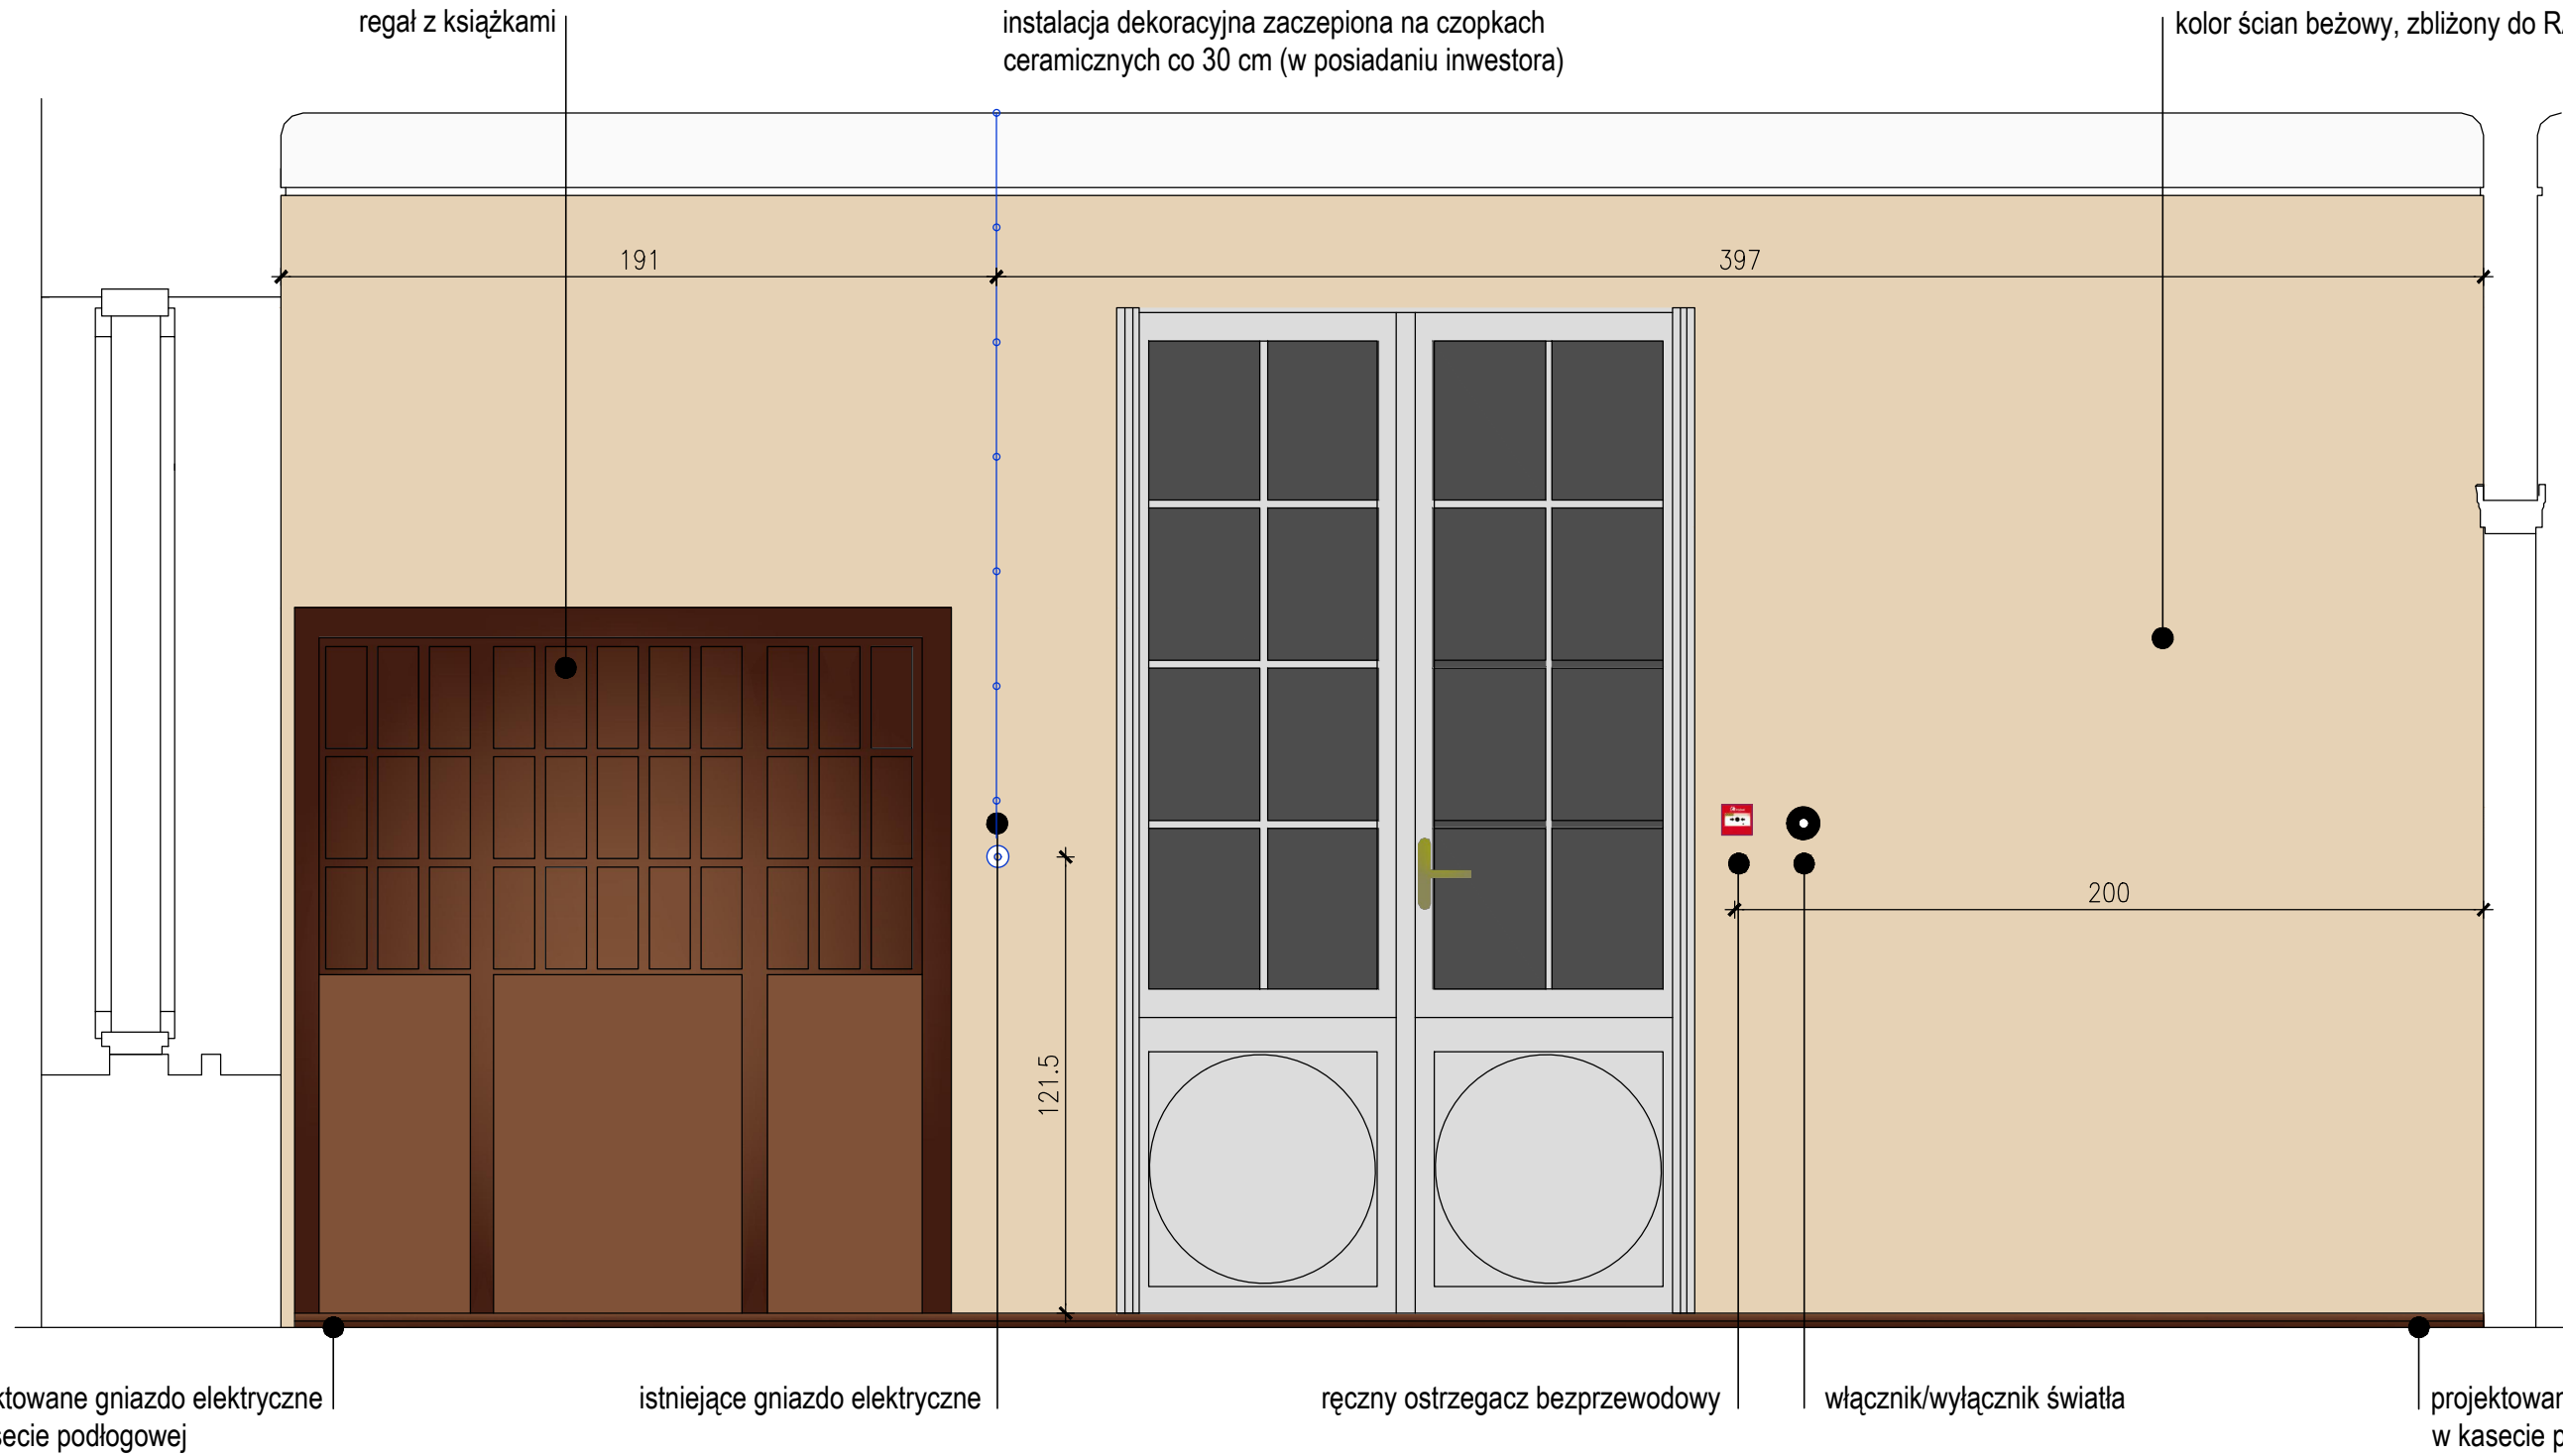 regał z książkami
instalacja dekoracyjna zaczepiona na czopkach
ceramicznych co 30 cm (w posiadaniu inwestora)
kolor ścian beżowy, zbliżony do
191
397
200
121.5
ktowane gniazdo elektryczne
secie podłogowej
istniejące gniazdo elektryczne
ręczny ostrzegacz bezprzewodowy
włącznik/wyłącznik światła
projektowan
w kasecie p